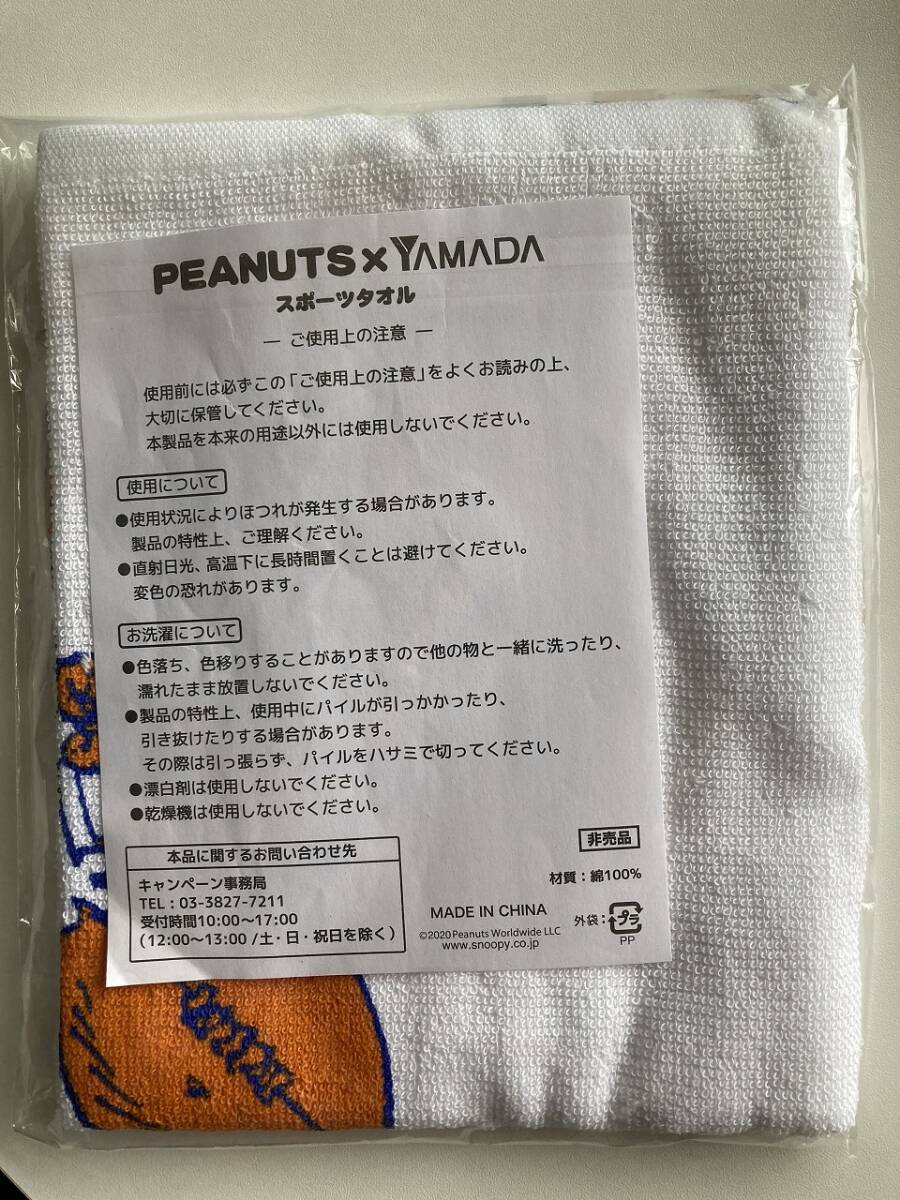 PEANUTS×YAMADA
スポーツタオル
― ご使用上の注意 ―
使用前には必ずこの「ご使用上の注意」をよくお読みの上、
大切に保管してください。
本製品を本来の用途以外には使用しないでください。
使用について
●使用状況によりほつれが発生する場合があります。
製品の特性上、ご理解ください。
●直射日光、高温下に長時間置くことは避けてください。
変色の恐れがあります。
お洗濯について
●色落ち、色移りすることがありますので他の物と一緒に洗ったり、
濡れたまま放置しないでください。
●製品の特性上、使用中にパイルが引っかかったり、
引き抜けたりする場合があります。
その際は引っ張らず、パイルをハサミで切ってください。
●漂白剤は使用しないでください。
●乾燥機は使用しないでください。
本品に関するお問い合わせ先
キャンペーン事務局
TEL：03-3827-7211
受付時間10:00〜17:00
（12:00〜13:00 /土・日・祝日を除く）
非売品
材質：綿100%
MADE IN CHINA
外袋：プラ
PP
©2020 Peanuts Worldwide LLC
www.snoopy.co.jp